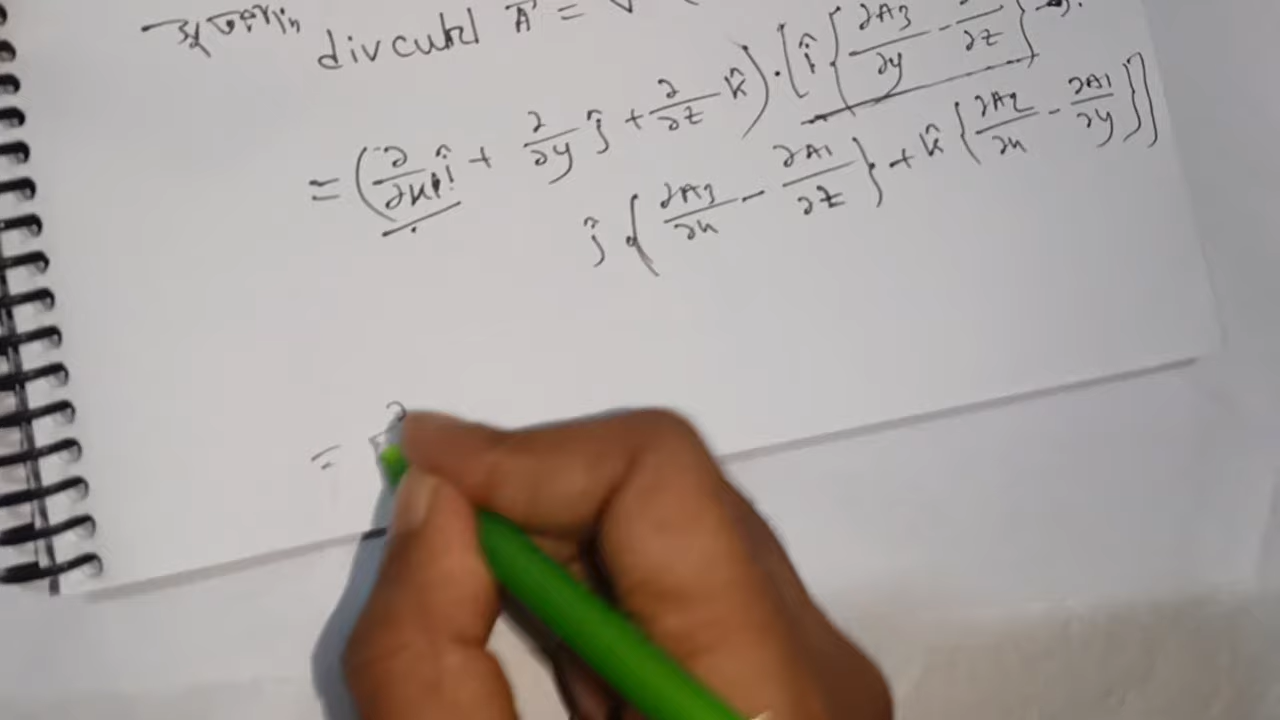 div curl A⃗ = ∇
= (∂/∂x î + ∂/∂y ĵ + ∂/∂z k̂) · [î {∂A3/∂y - ∂/∂z} -
ĵ {∂A3/∂x - ∂A1/∂z} + k̂ {∂A2/∂x - ∂A1/∂y}]
= ∂